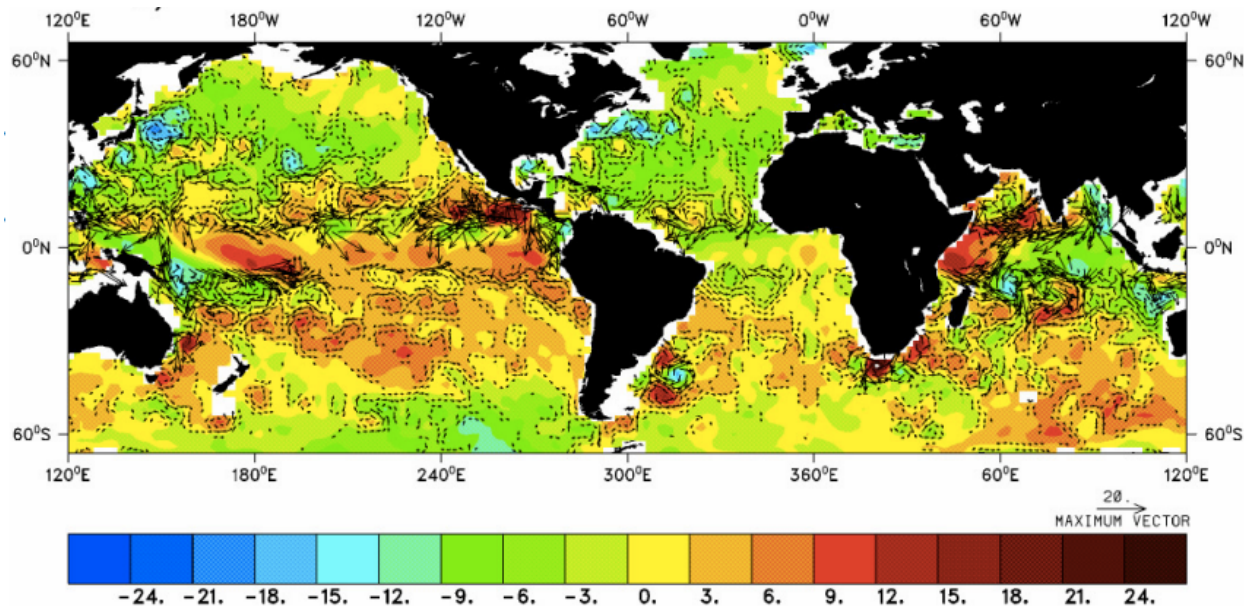 120°E 180°W 120°W 60°W 0°W 60°W 120°E
60°N 60°N
0°N 0°N
60°S 60°S
120°E 180°E 240°E 300°E 360°E 60°E 120°E
20.
MAXIMUM VECTOR
-24. -21. -18. -15. -12. -9. -6. -3. 0. 3. 6. 9. 12. 15. 18. 21. 24.